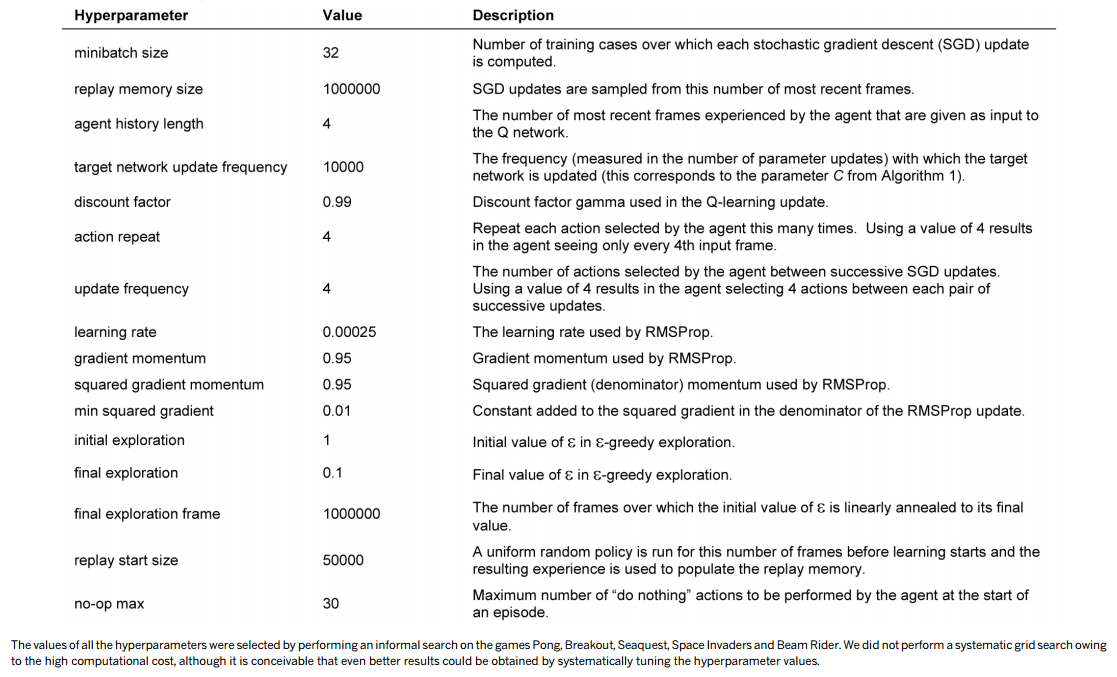 Hyperparameter Value Description
minibatch size 32 Number of training cases over which each stochastic gradient descent (SGD) update
is computed.
replay memory size 1000000 SGD updates are sampled from this number of most recent frames.
agent history length 4 The number of most recent frames experienced by the agent that are given as input to
the Q network.
target network update frequency 10000 The frequency (measured in the number of parameter updates) with which the target
network is updated (this corresponds to the parameter C from Algorithm 1).
discount factor 0.99 Discount factor gamma used in the Q-learning update.
action repeat 4 Repeat each action selected by the agent this many times. Using a value of 4 results
in the agent seeing only every 4th input frame.
update frequency 4 The number of actions selected by the agent between successive SGD updates.
Using a value of 4 results in the agent selecting 4 actions between each pair of
successive updates.
learning rate 0.00025 The learning rate used by RMSProp.
gradient momentum 0.95 Gradient momentum used by RMSProp.
squared gradient momentum 0.95 Squared gradient (denominator) momentum used by RMSProp.
min squared gradient 0.01 Constant added to the squared gradient in the denominator of the RMSProp update.
initial exploration 1 Initial value of ε in ε-greedy exploration.
final exploration 0.1 Final value of ε in ε-greedy exploration.
final exploration frame 1000000 The number of frames over which the initial value of ε is linearly annealed to its final
value.
replay start size 50000 A uniform random policy is run for this number of frames before learning starts and the
resulting experience is used to populate the replay memory.
no-op max 30 Maximum number of “do nothing” actions to be performed by the agent at the start of
an episode.
The values of all the hyperparameters were selected by performing an informal search on the games Pong, Breakout, Seaquest, Space Invaders and Beam Rider. We did not perform a systematic grid search owing
to the high computational cost, although it is conceivable that even better results could be obtained by systematically tuning the hyperparameter values.